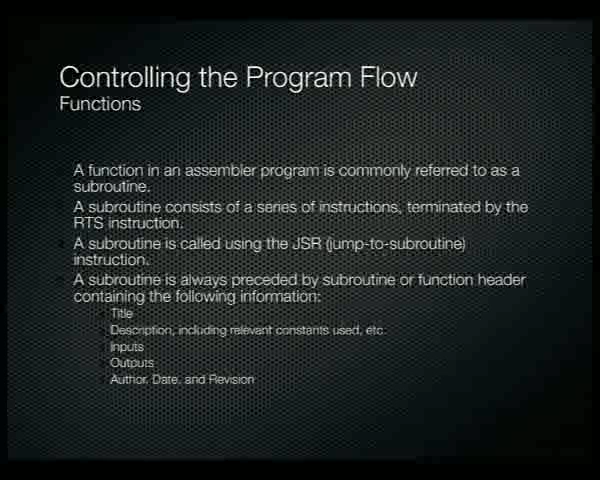 Controlling the Program Flow
Functions
A function in an assembler program is commonly referred to as a
subroutine.
A subroutine consists of a series of instructions, terminated by the
RTS instruction.
A subroutine is called using the JSR (jump-to-subroutine)
instruction.
A subroutine is always preceded by subroutine or function header
containing the following information:
Title
Description, including relevant constants used, etc.
Inputs
Outputs
Author, Date, and Revision